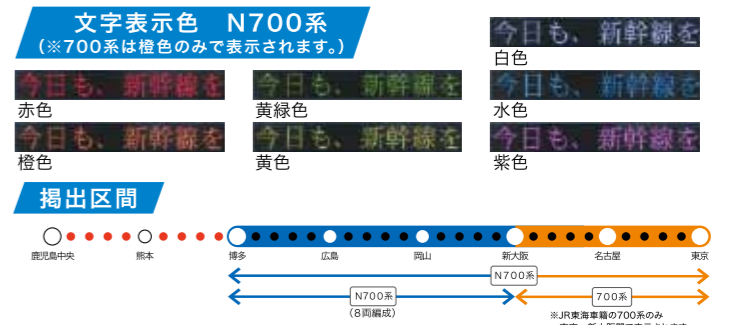 文字表示色　N700系
（※700系は橙色のみで表示されます。）
今日も、新幹線を
白色
今日も、新幹線を
赤色
今日も、新幹線を
黄緑色
今日も、新幹線を
水色
今日も、新幹線を
橙色
今日も、新幹線を
黄色
今日も、新幹線を
紫色
掲出区間
鹿児島中央
熊本
博多
広島
岡山
新大阪
名古屋
東京
N700系
N700系
（8両編成）
700系
※JR東海車籍の700系のみ